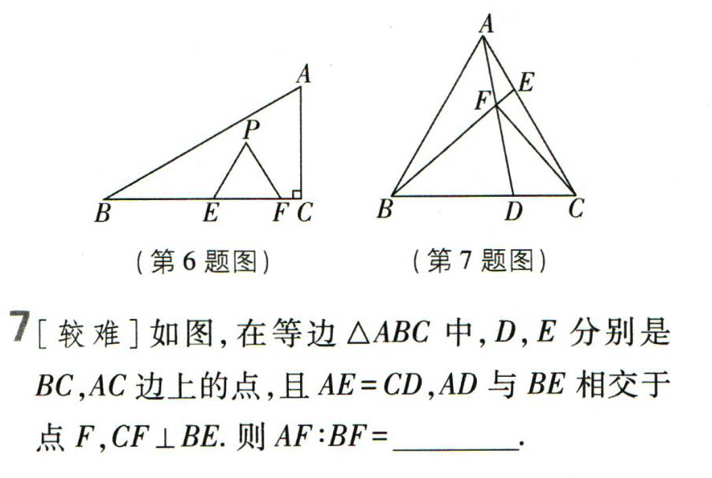 A
P
B
E
F
C
A
E
F
B
D
C
(第6题图)
(第7题图)
7[较难]如图,在等边△ABC 中,D,E 分别是
BC,AC 边上的点,且 AE=CD,AD 与 BE 相交于
点 F,CF⊥BE. 则 AF:BF=________.